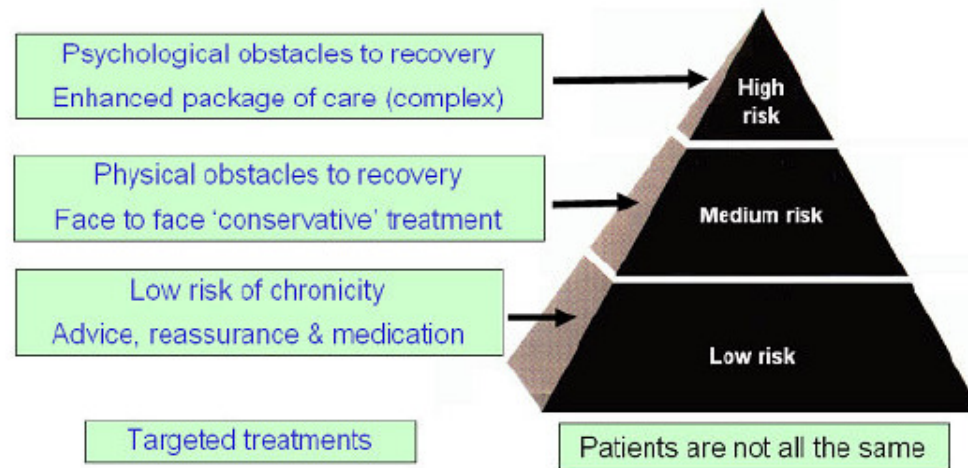 Psychological obstacles to recovery
Enhanced package of care (complex)
High
risk
Physical obstacles to recovery
Face to face ‘conservative’ treatment
Medium risk
Low risk of chronicity
Advice, reassurance & medication
Low risk
Targeted treatments
Patients are not all the same